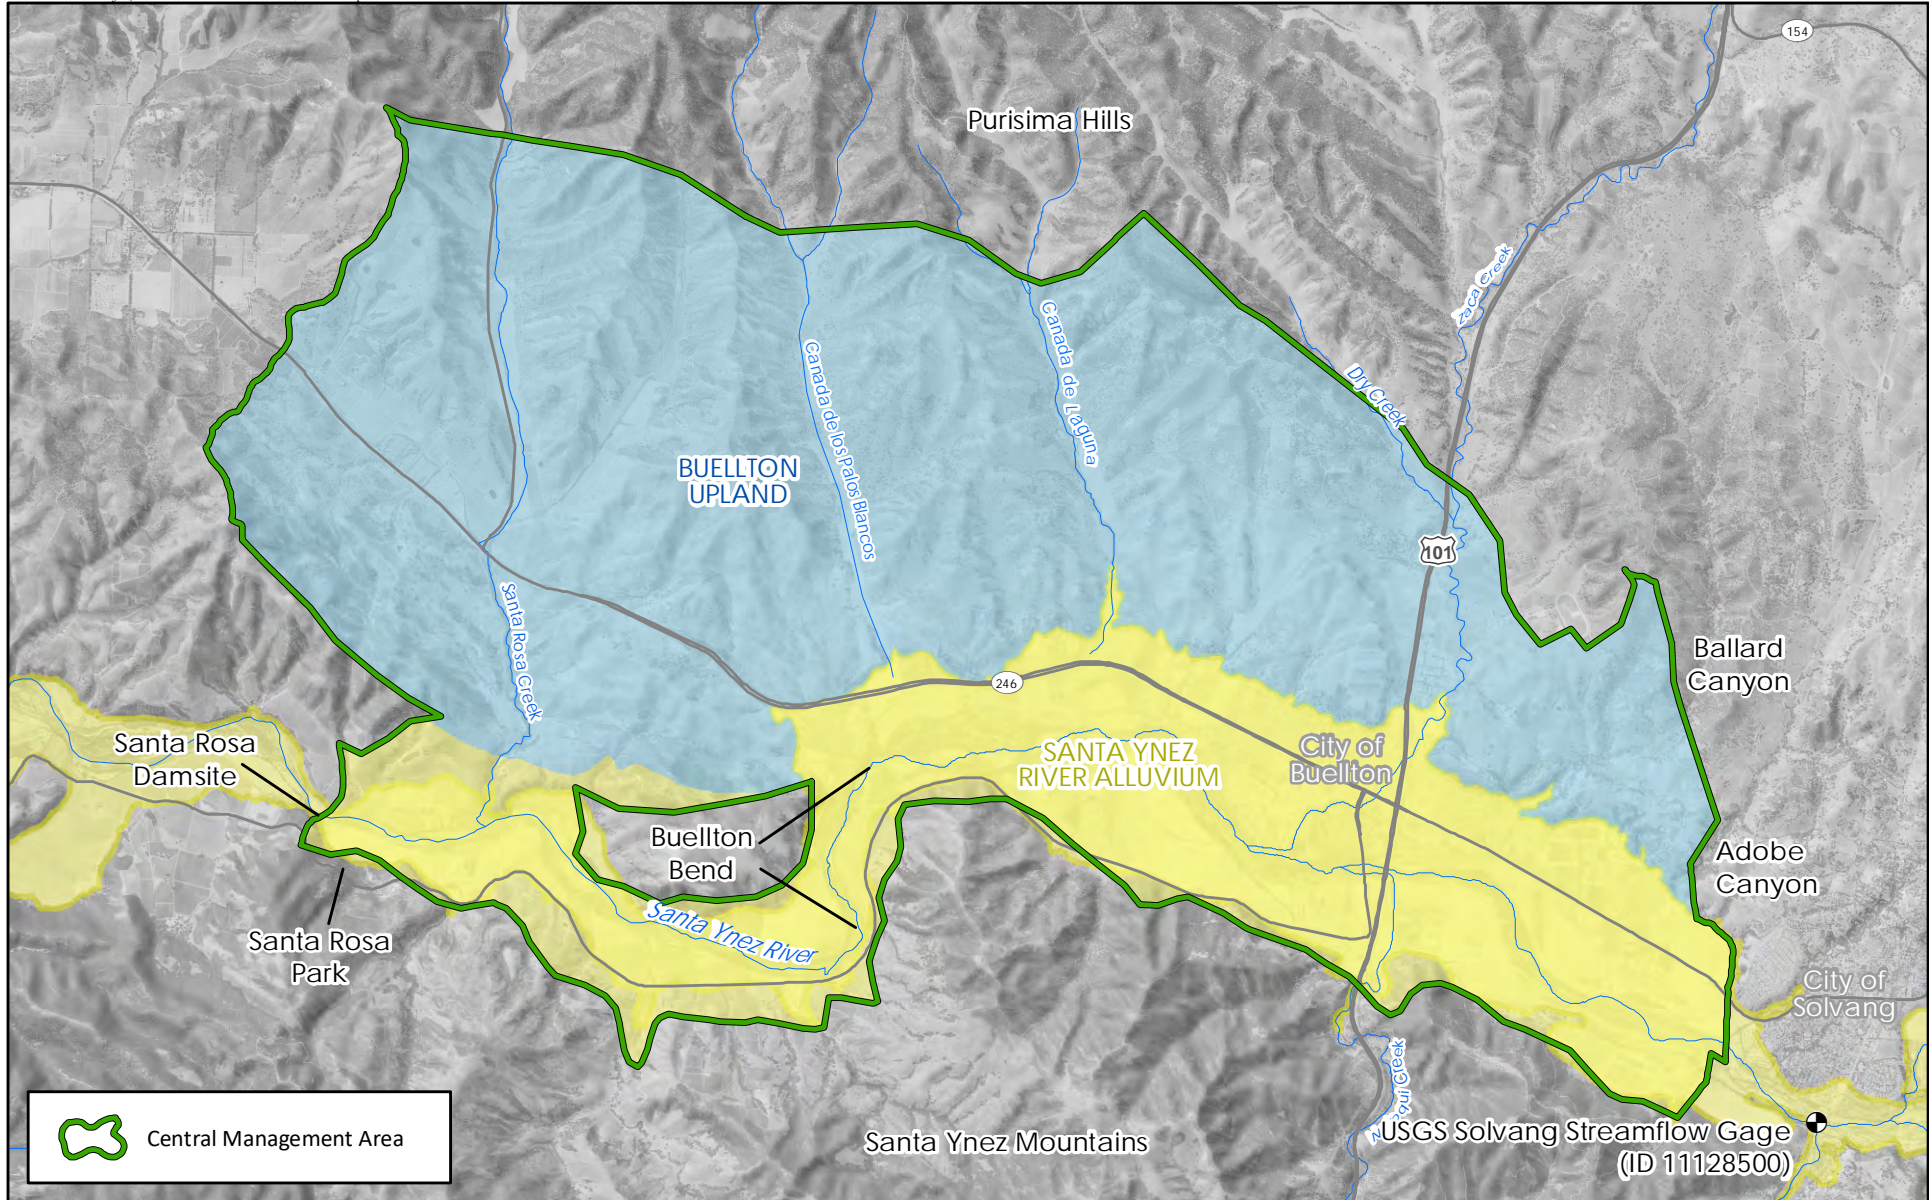 154
Purisima Hills
Zaca Creek
Canada de Laguna
Canada de los Palos Blancos
Dry Creek
BUELLTON
UPLAND
101
Santa Rosa Creek
Ballard
Canyon
246
Santa Rosa
Damsite
SANTA YNEZ
RIVER ALLUVIUM
City of
Buellton
Buellton
Bend
Adobe
Canyon
Santa Ynez River
Santa Rosa
Park
City of
Solvang
Creek
Central Management Area
Santa Ynez Mountains
USGS Solvang Streamflow Gage
(ID 11128500)